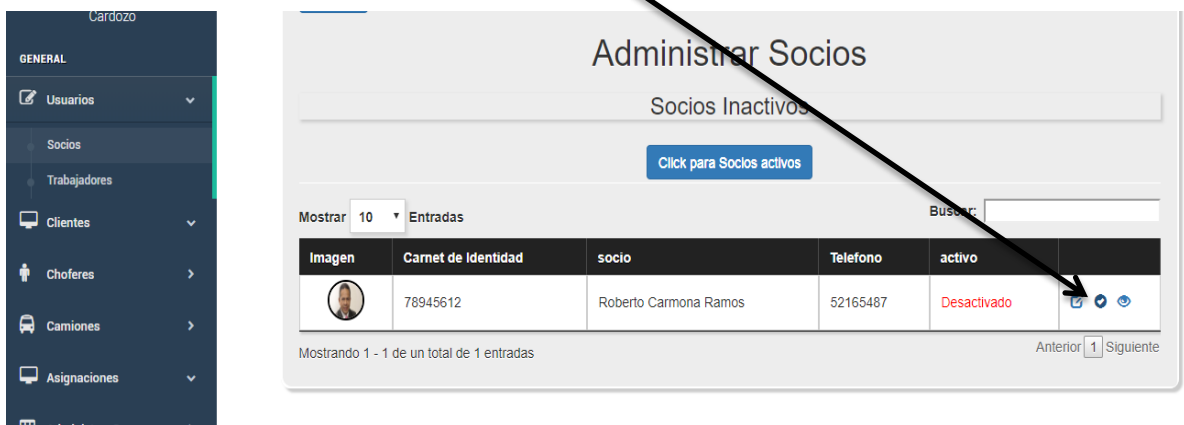 Cardozo
GENERAL
Usuarios
Socios
Trabajadores
Clientes
Choferes
Camiones
Asignaciones
Administrar Socios
Socios Inactivos
Click para Socios activos
Mostrar 10 Entradas
Buscar:
Imagen Carnet de Identidad socio Telefono activo
78945612 Roberto Carmona Ramos 52165487 Desactivado
Mostrando 1 - 1 de un total de 1 entradas
Anterior 1 Siguiente